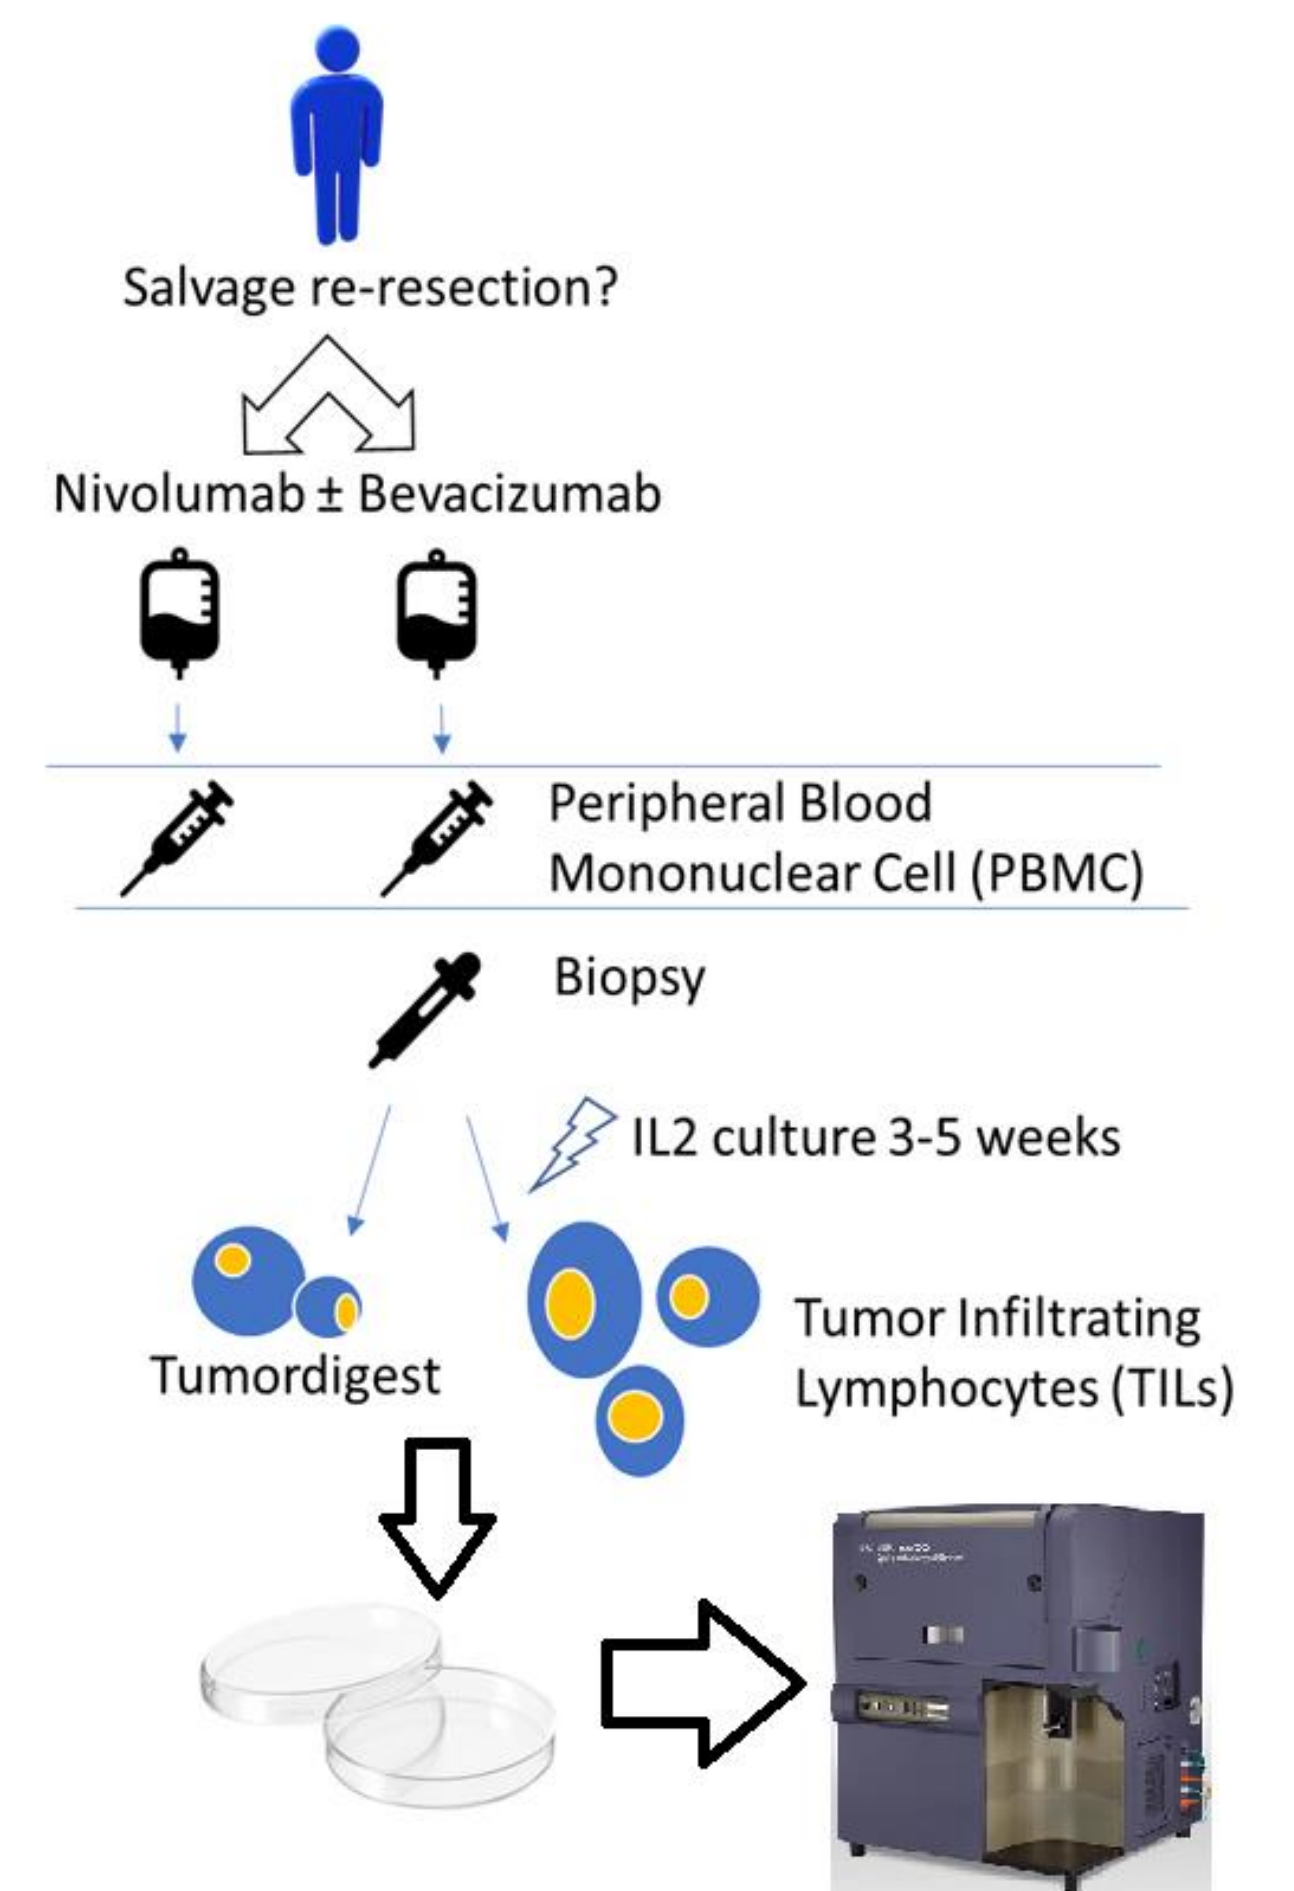 Salvage re-resection?
Nivolumab ± Bevacizumab
Peripheral Blood
Mononuclear Cell (PBMC)
Biopsy
IL2 culture 3-5 weeks
Tumordigest
Tumor Infiltrating
Lymphocytes (TILs)